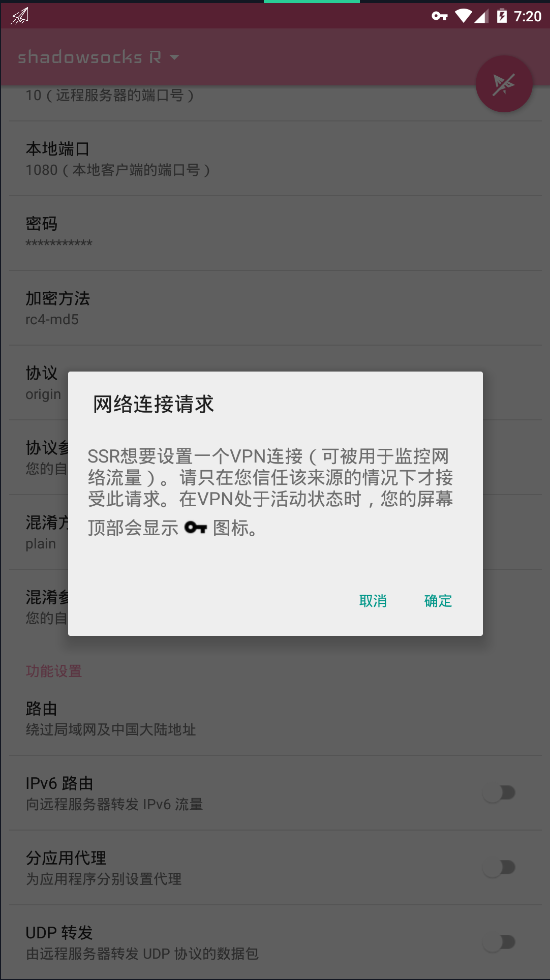 7:20
shadowsocks R
10（远程服务器的端口号）
本地端口
1080（本地客户端的端口号）
密码
***********
加密方法
rc4-md5
协议
origin
协议参
您的自
混淆方
plain
混淆参
您的自
网络连接请求
SSR想要设置一个VPN连接（可被用于监控网
络流量）。请只在您信任该来源的情况下才接
受此请求。在VPN处于活动状态时，您的屏幕
顶部会显示 图标。
取消 确定
功能设置
路由
绕过局域网及中国大陆地址
IPv6 路由
向远程服务器转发 IPv6 流量
分应用代理
为应用程序分别设置代理
UDP 转发
由远程服务器转发 UDP 协议的数据包